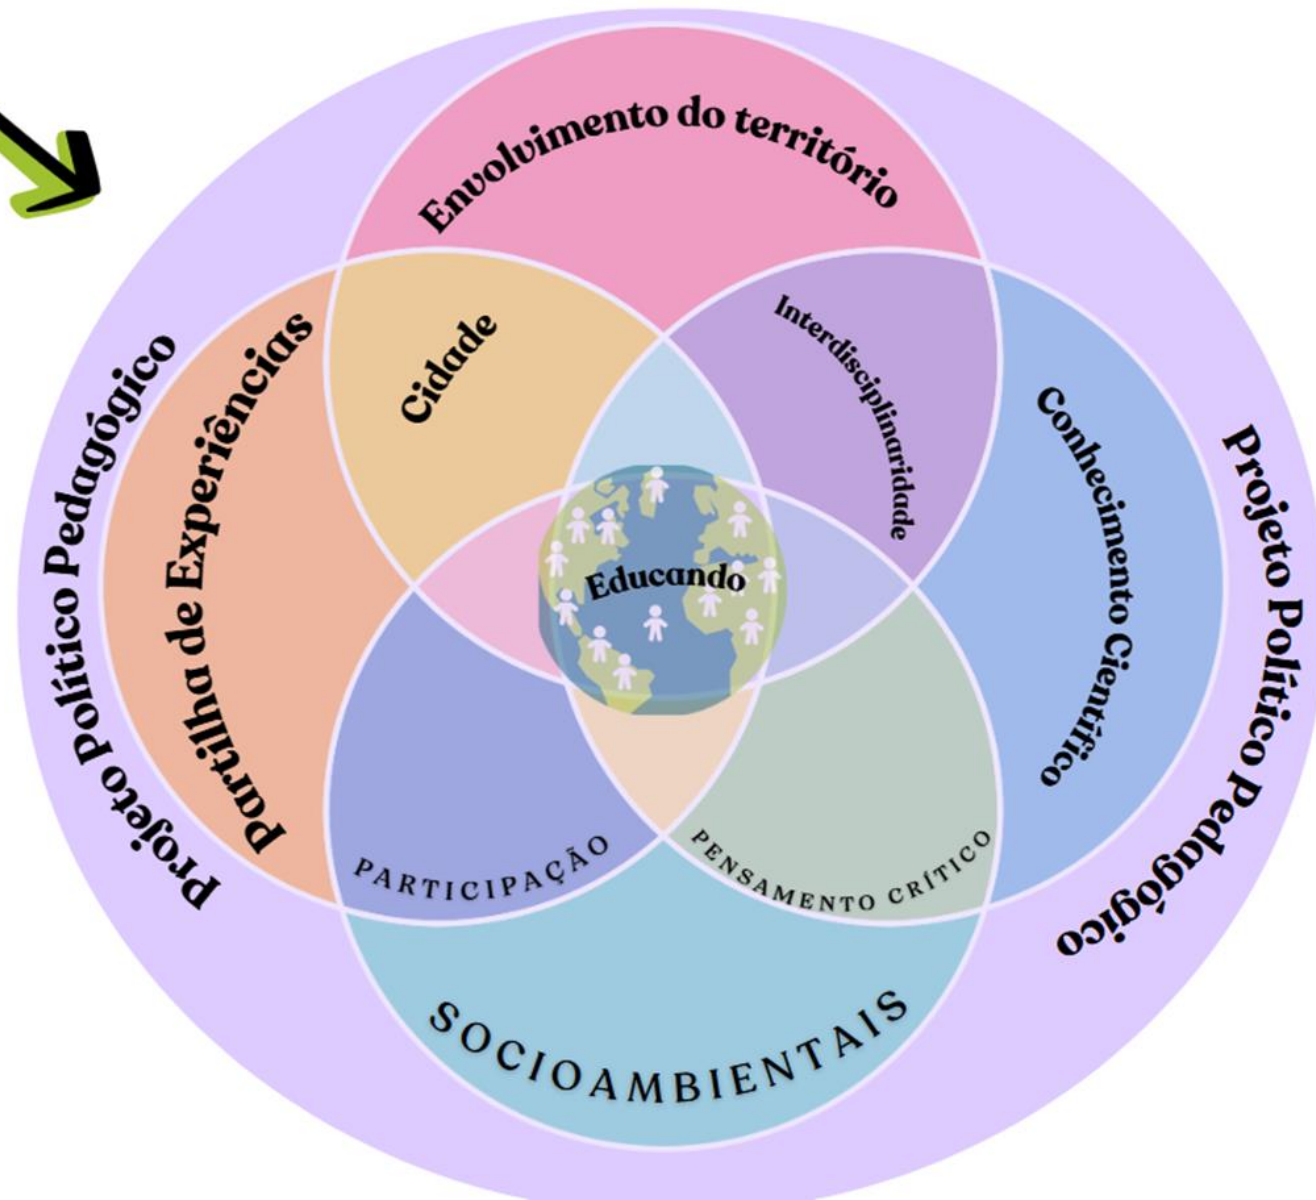 Envolvimento do território
Cidade
Interdisciplinaridade
Projeto Político Pedagógico
Partilha de Experiências
Educando
Conhecimento Científico
Projeto Político Pedagógico
PARTICIPAÇÃO
PENSAMENTO CRÍTICO
SOCIOAMBIENTAIS